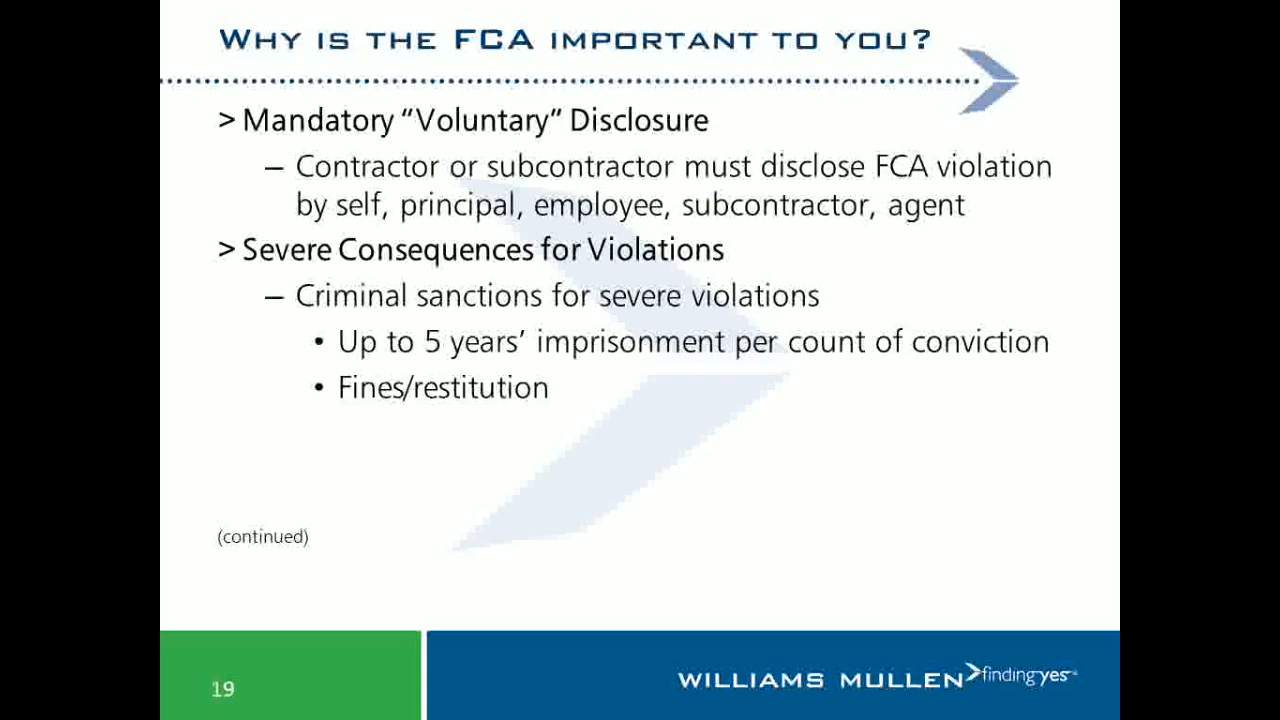 WHY IS THE FCA IMPORTANT TO YOU?
> Mandatory “Voluntary” Disclosure
– Contractor or subcontractor must disclose FCA violation
by self, principal, employee, subcontractor, agent
> Severe Consequences for Violations
– Criminal sanctions for severe violations
• Up to 5 years’ imprisonment per count of conviction
• Fines/restitution
(continued)
19
WILLIAMS MULLEN finding yes